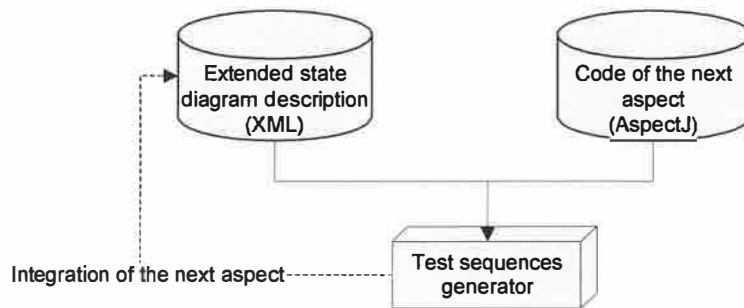 Extended state
diagram description
(XML)
Code of the next
aspect
(AspectJ)
Integration of the next aspect
Test sequences
generator